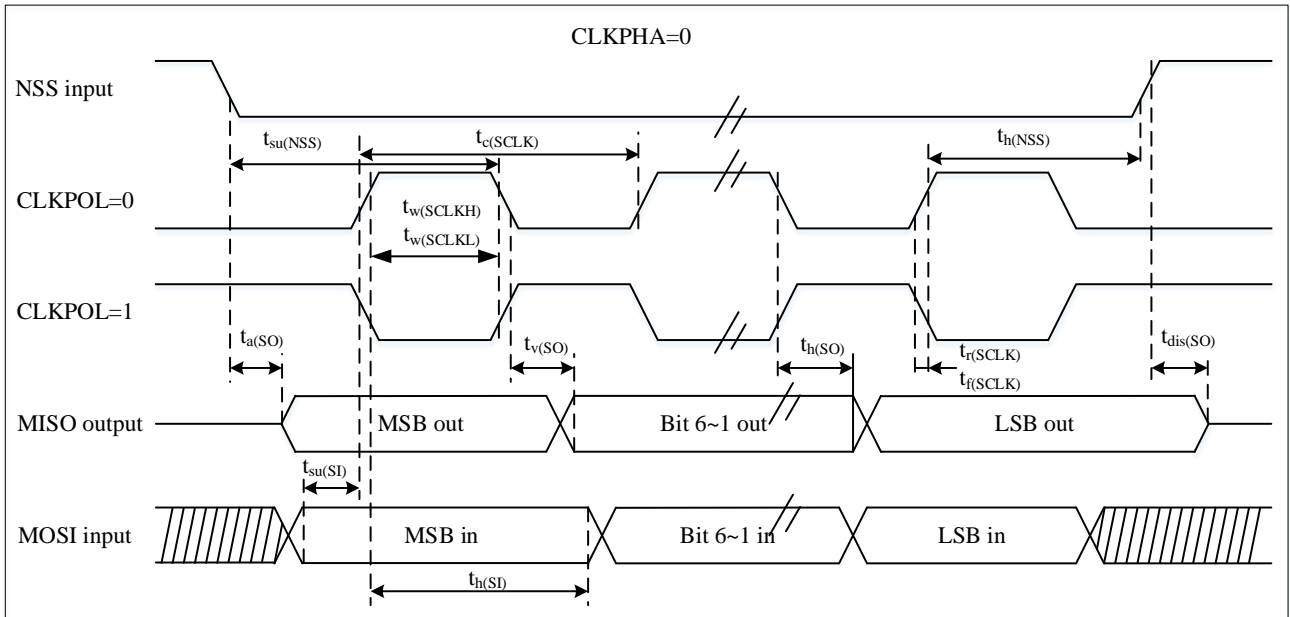 CLKPHA=0
NSS input
tsu(NSS)
tc(SCLK)
th(NSS)
CLKPOL=0
tw(SCLKH)
tw(SCLKL)
CLKPOL=1
ta(SO)
tv(SO)
th(SO)
tr(SCLK)
tf(SCLK)
tdis(SO)
MISO output
MSB out
Bit 6~1 out
LSB out
tsu(SI)
MOSI input
MSB in
Bit 6~1 in
LSB in
th(SI)